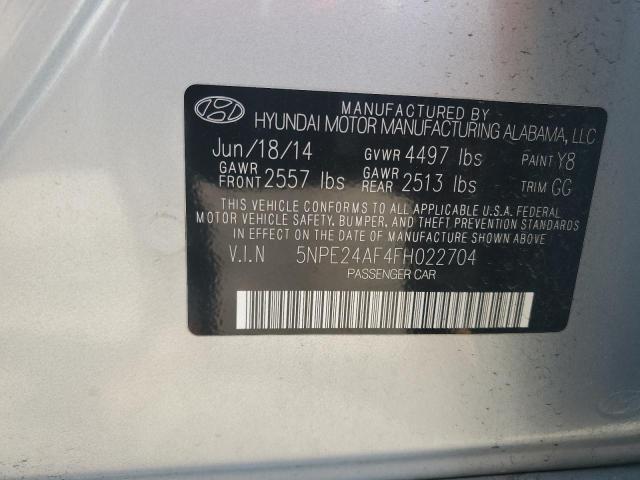 MANUFACTURED BY
HYUNDAI MOTOR MANUFACTURING ALABAMA, LLC
Jun/18/14 GVWR 4497 lbs PAINT Y8
GAWR FRONT 2557 lbs GAWR REAR 2513 lbs TRIM GG
THIS VEHICLE CONFORMS TO ALL APPLICABLE U.S.A. FEDERAL
MOTOR VEHICLE SAFETY, BUMPER, AND THEFT PREVENTION STANDARDS
IN EFFECT ON THE DATE OF MANUFACTURE SHOWN ABOVE
V.I.N 5NPE24AF4FH022704
PASSENGER CAR